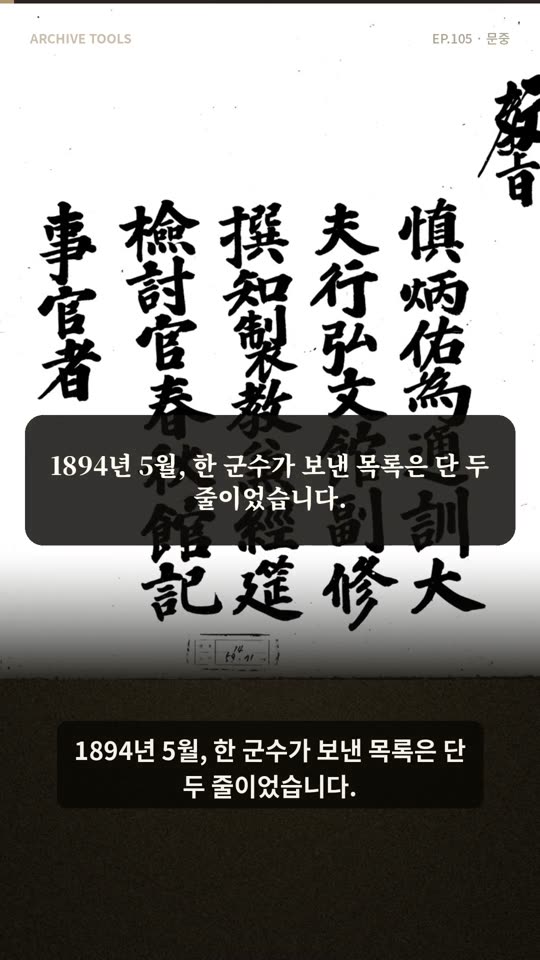 ARCHIVE TOOLS
EP.105 · 문중
敎旨
慎炳佑為通訓大
夫行弘文館副修
撰知製教兼經筵
檢討官春秋館記
事官者
1894년 5월, 한 군수가 보낸 목록은 단 두
줄이었습니다.
1894년 5월, 한 군수가 보낸 목록은 단
두 줄이었습니다.